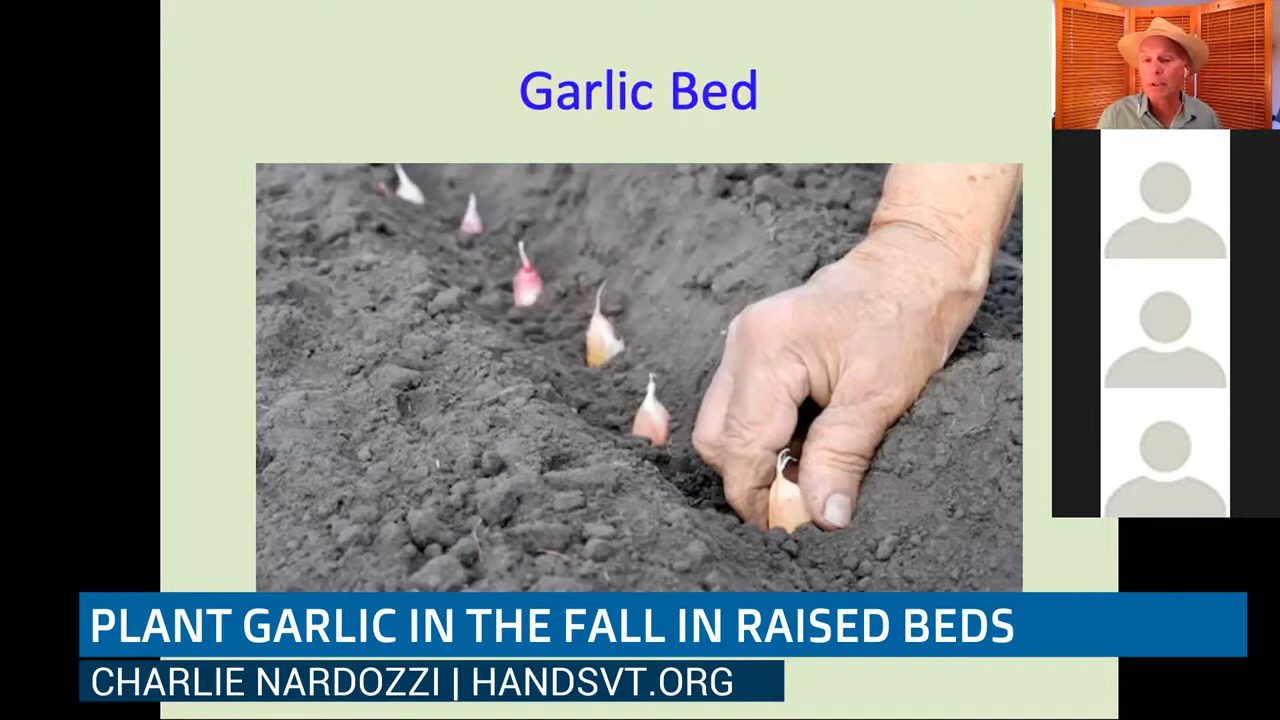 Garlic Bed
PLANT GARLIC IN THE FALL IN RAISED BEDS
CHARLIE NARDOZZI | HANDSVT.ORG